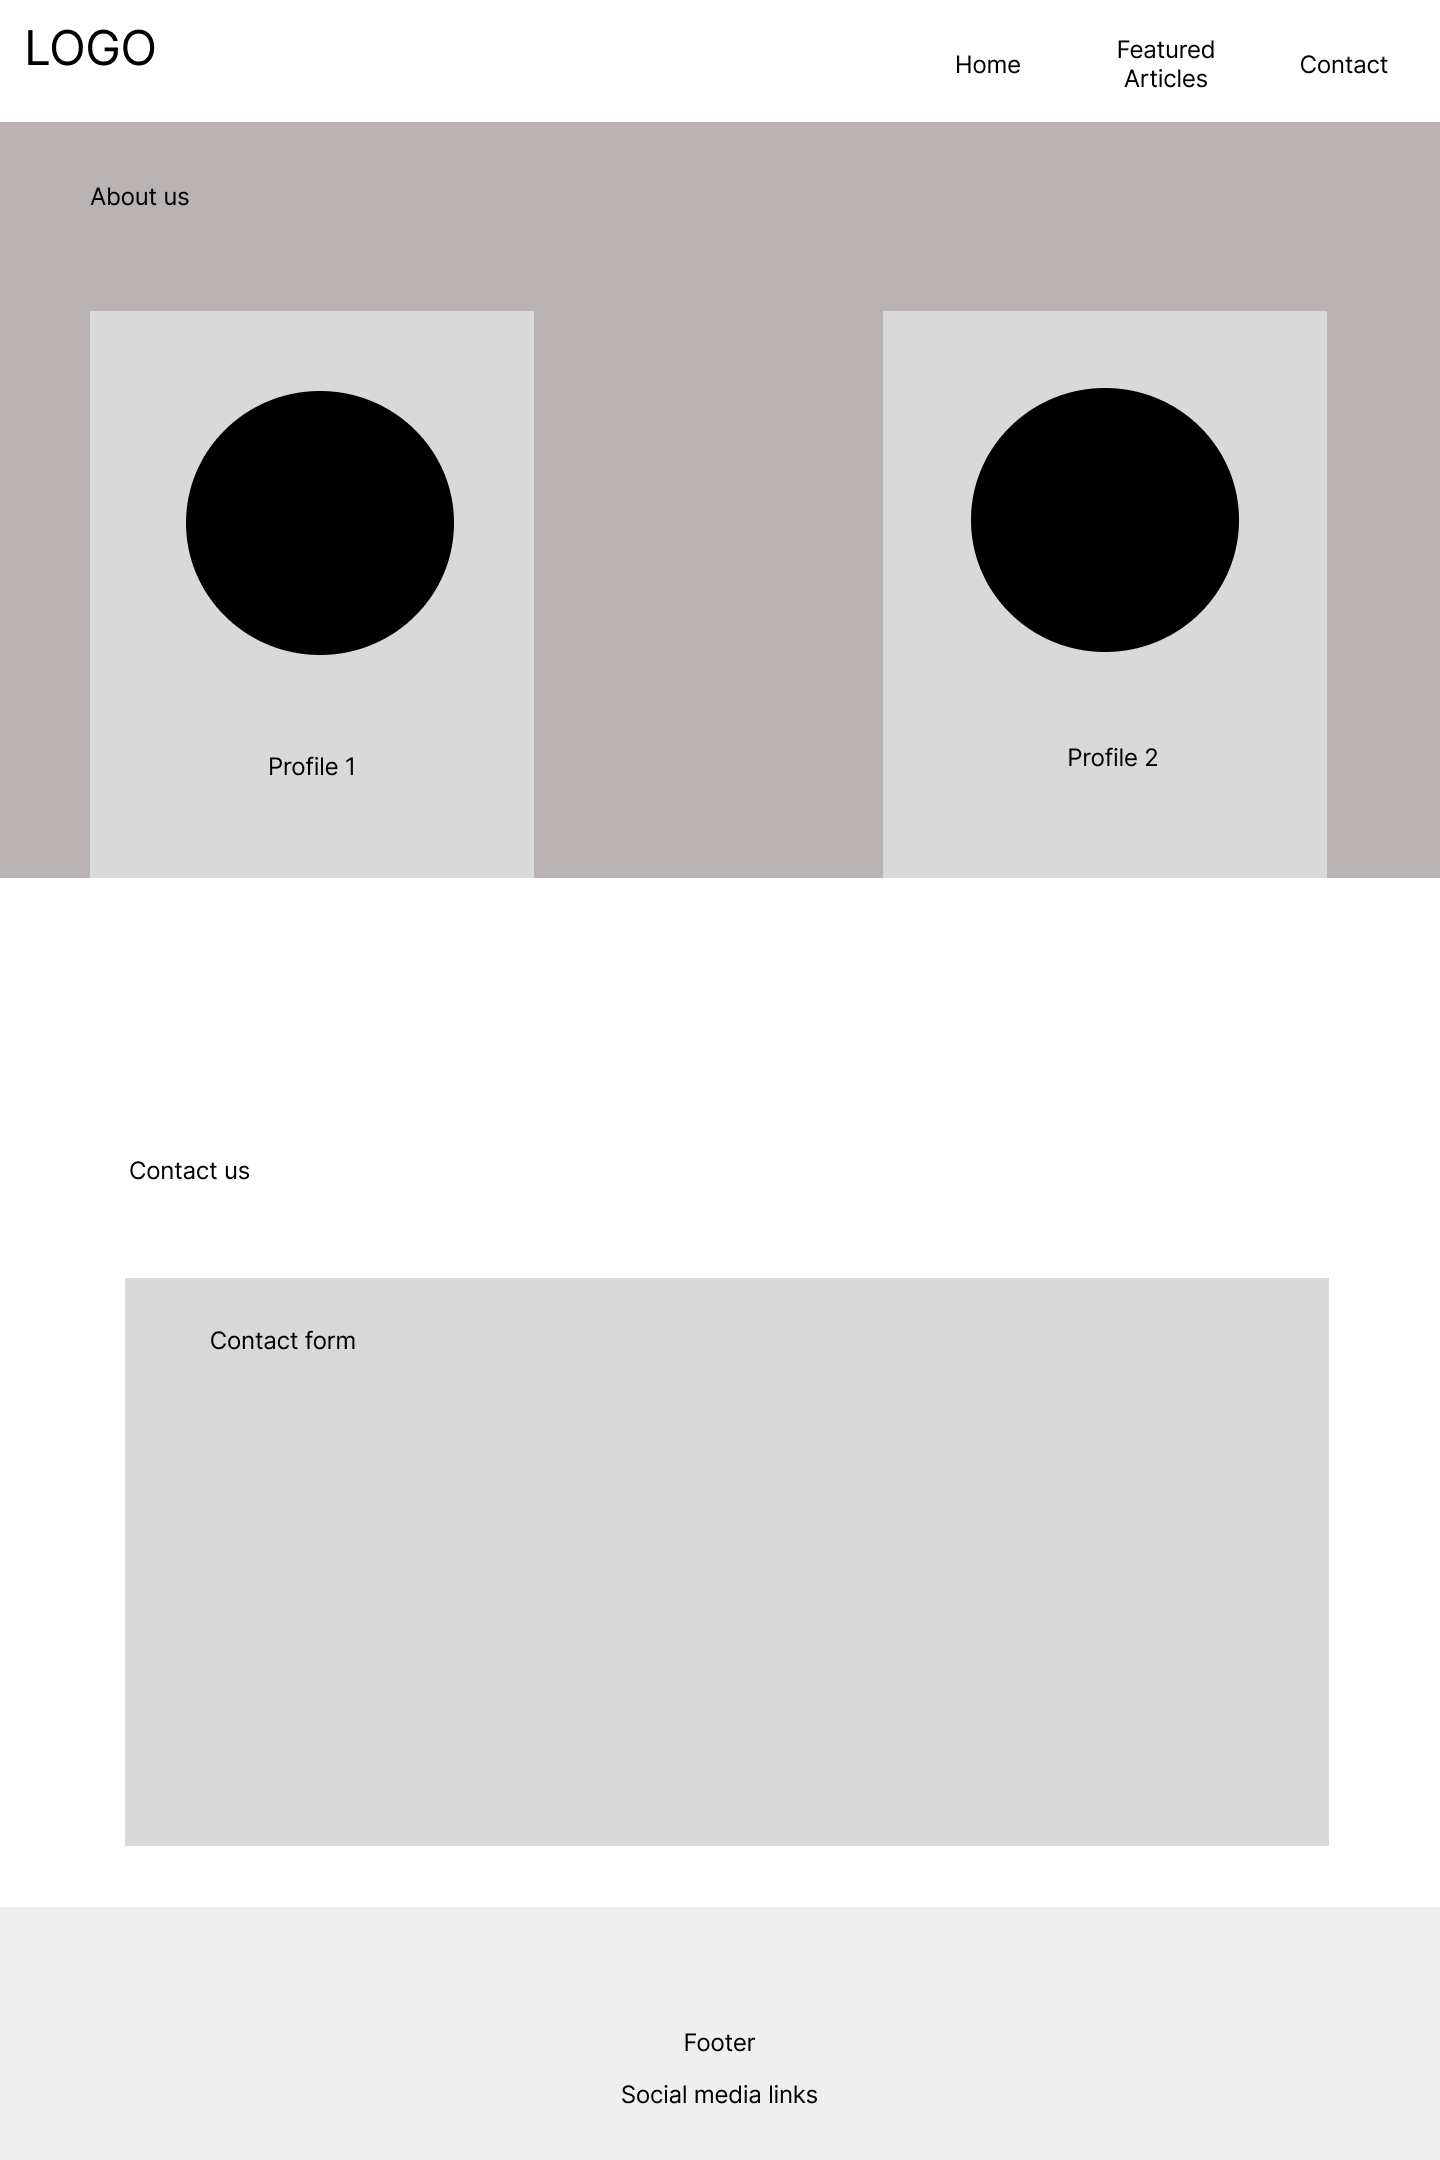 LOGO
Home
Featured
Articles
Contact
About us
Profile 1
Profile 2
Contact us
Contact form
Footer
Social media links